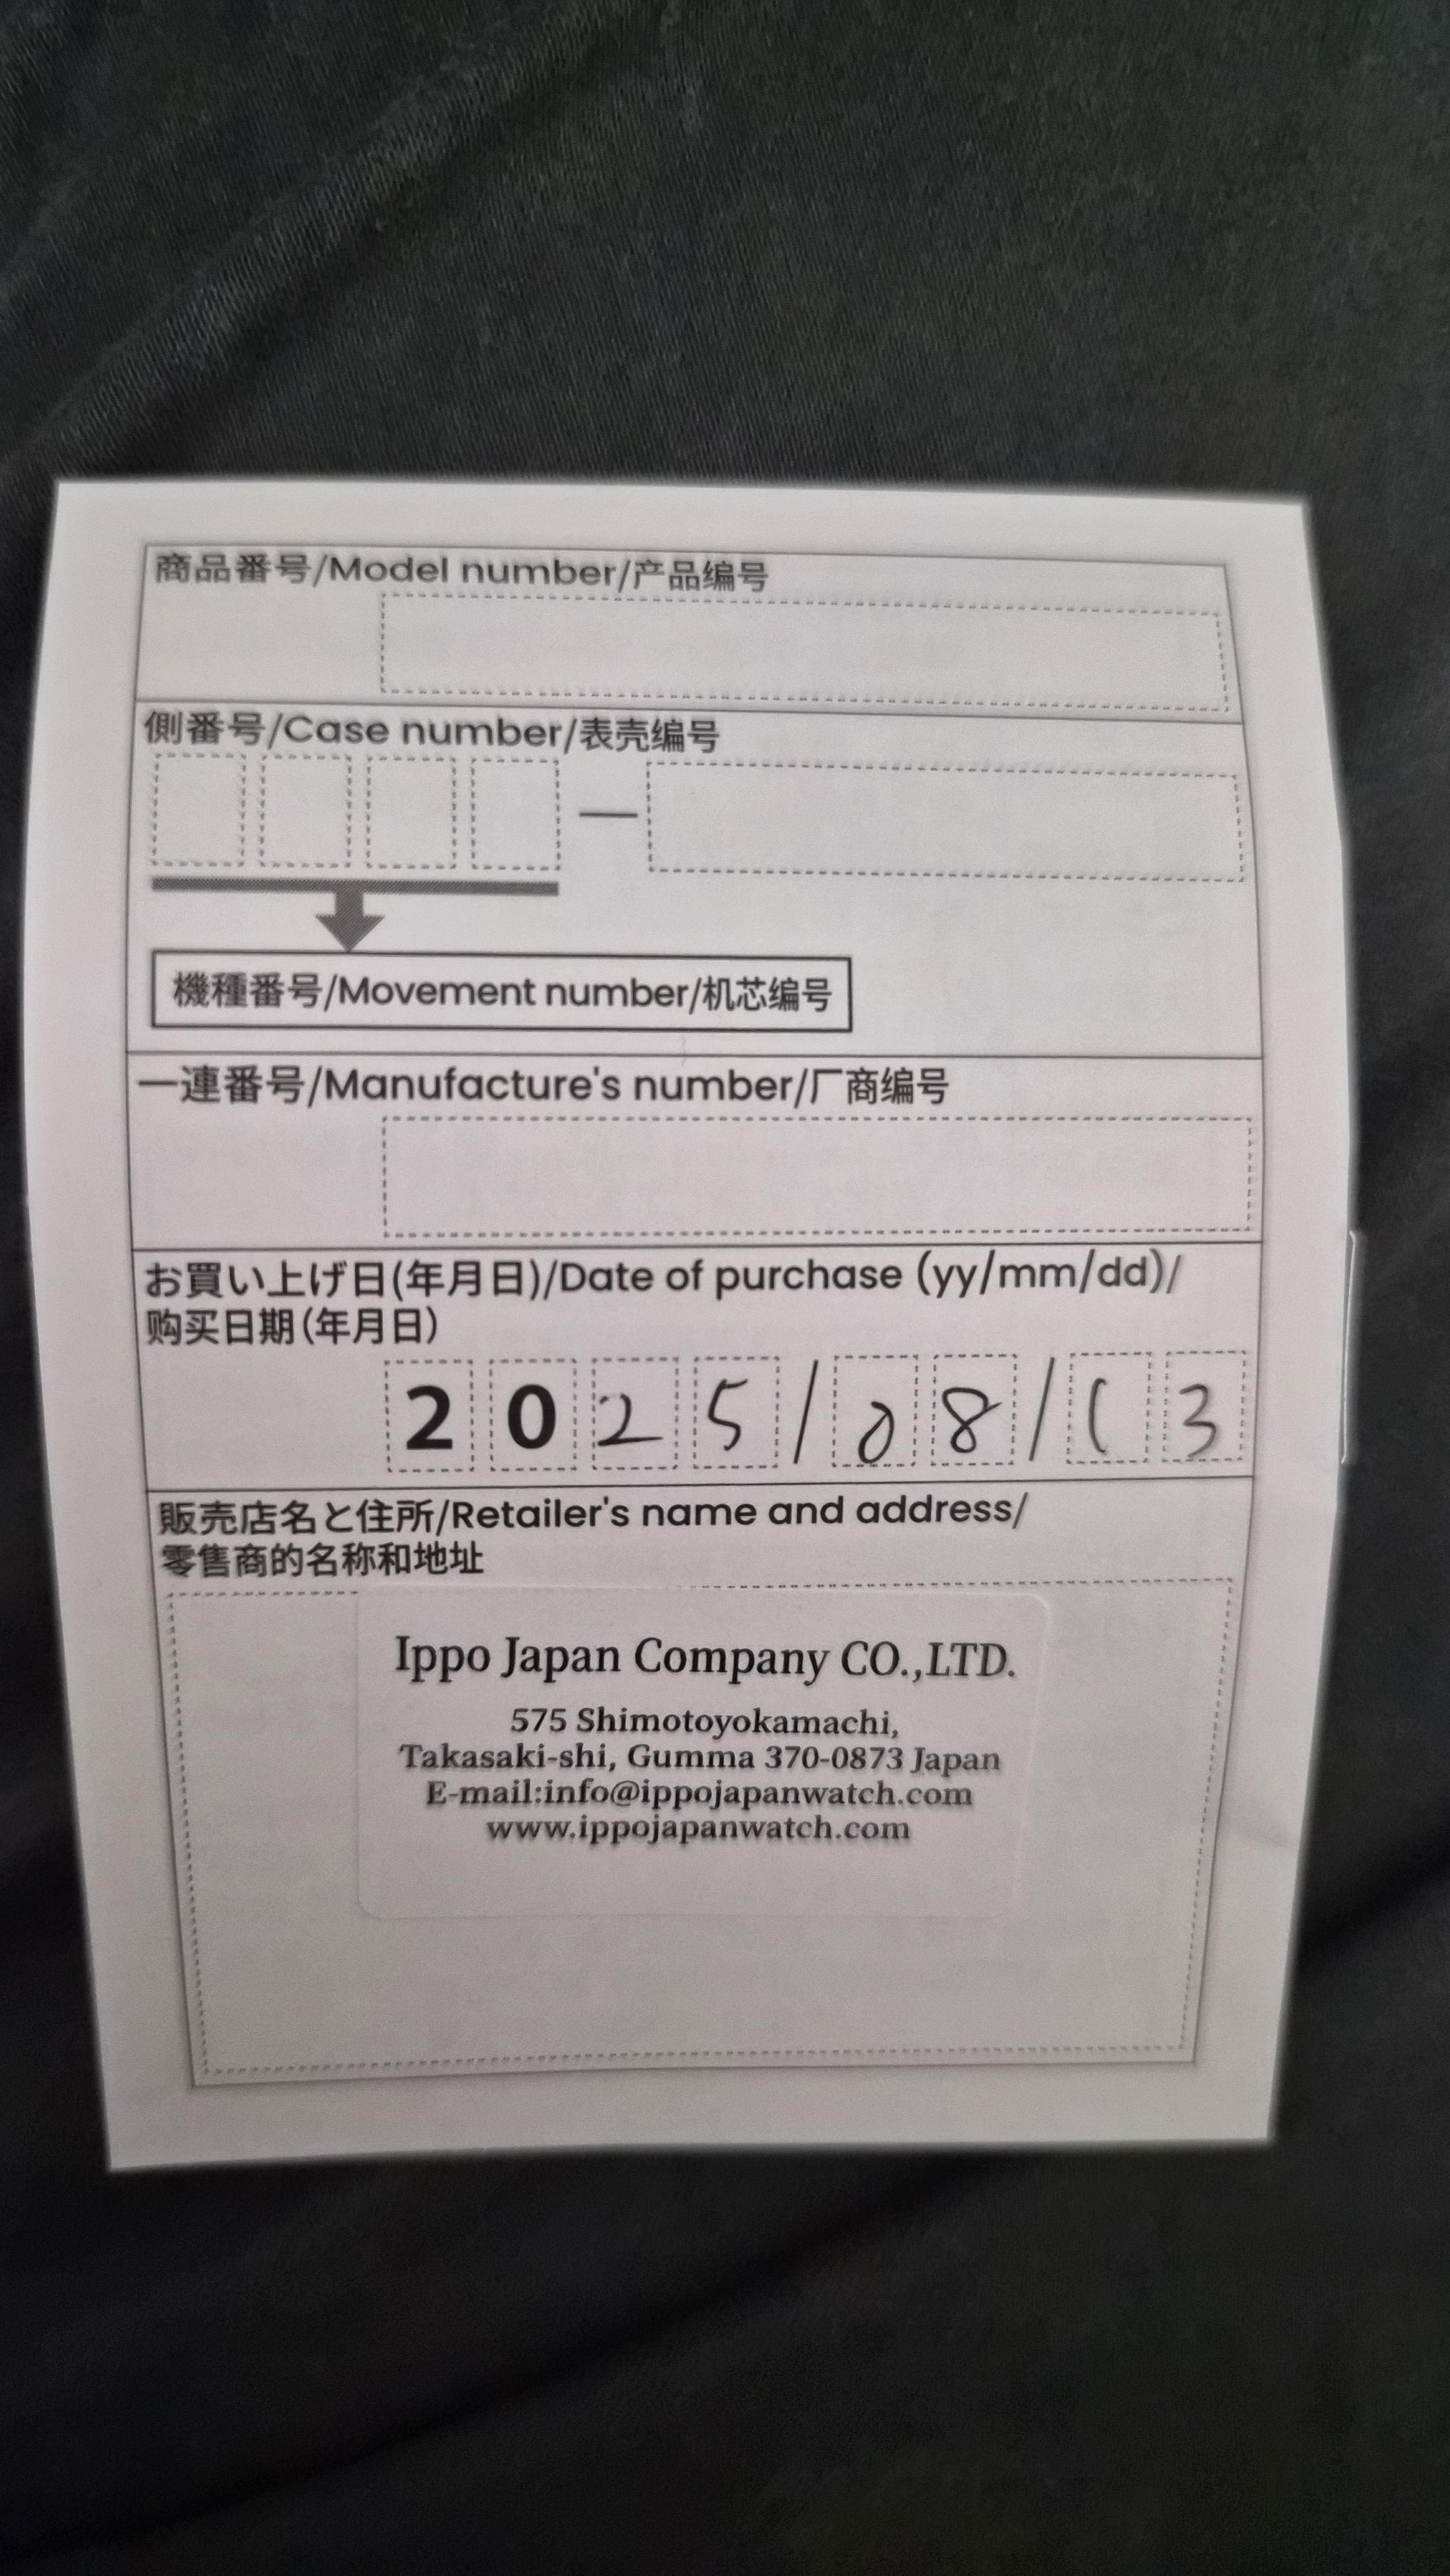 商品番号/Model number/产品编号
側番号/Case number/表壳编号
—
機種番号/Movement number/机芯编号
一連番号/Manufacture's number/厂商编号
お買い上げ日(年月日)/Date of purchase (yy/mm/dd)/
购买日期(年月日)
2025/08/13
販売店名と住所/Retailer's name and address/
零售商的名称和地址
Ippo Japan Company CO.,LTD.
575 Shimotoyokamachi,
Takasaki-shi, Gumma 370-0873 Japan
E-mail:info@ippojapanwatch.com
www.ippojapanwatch.com